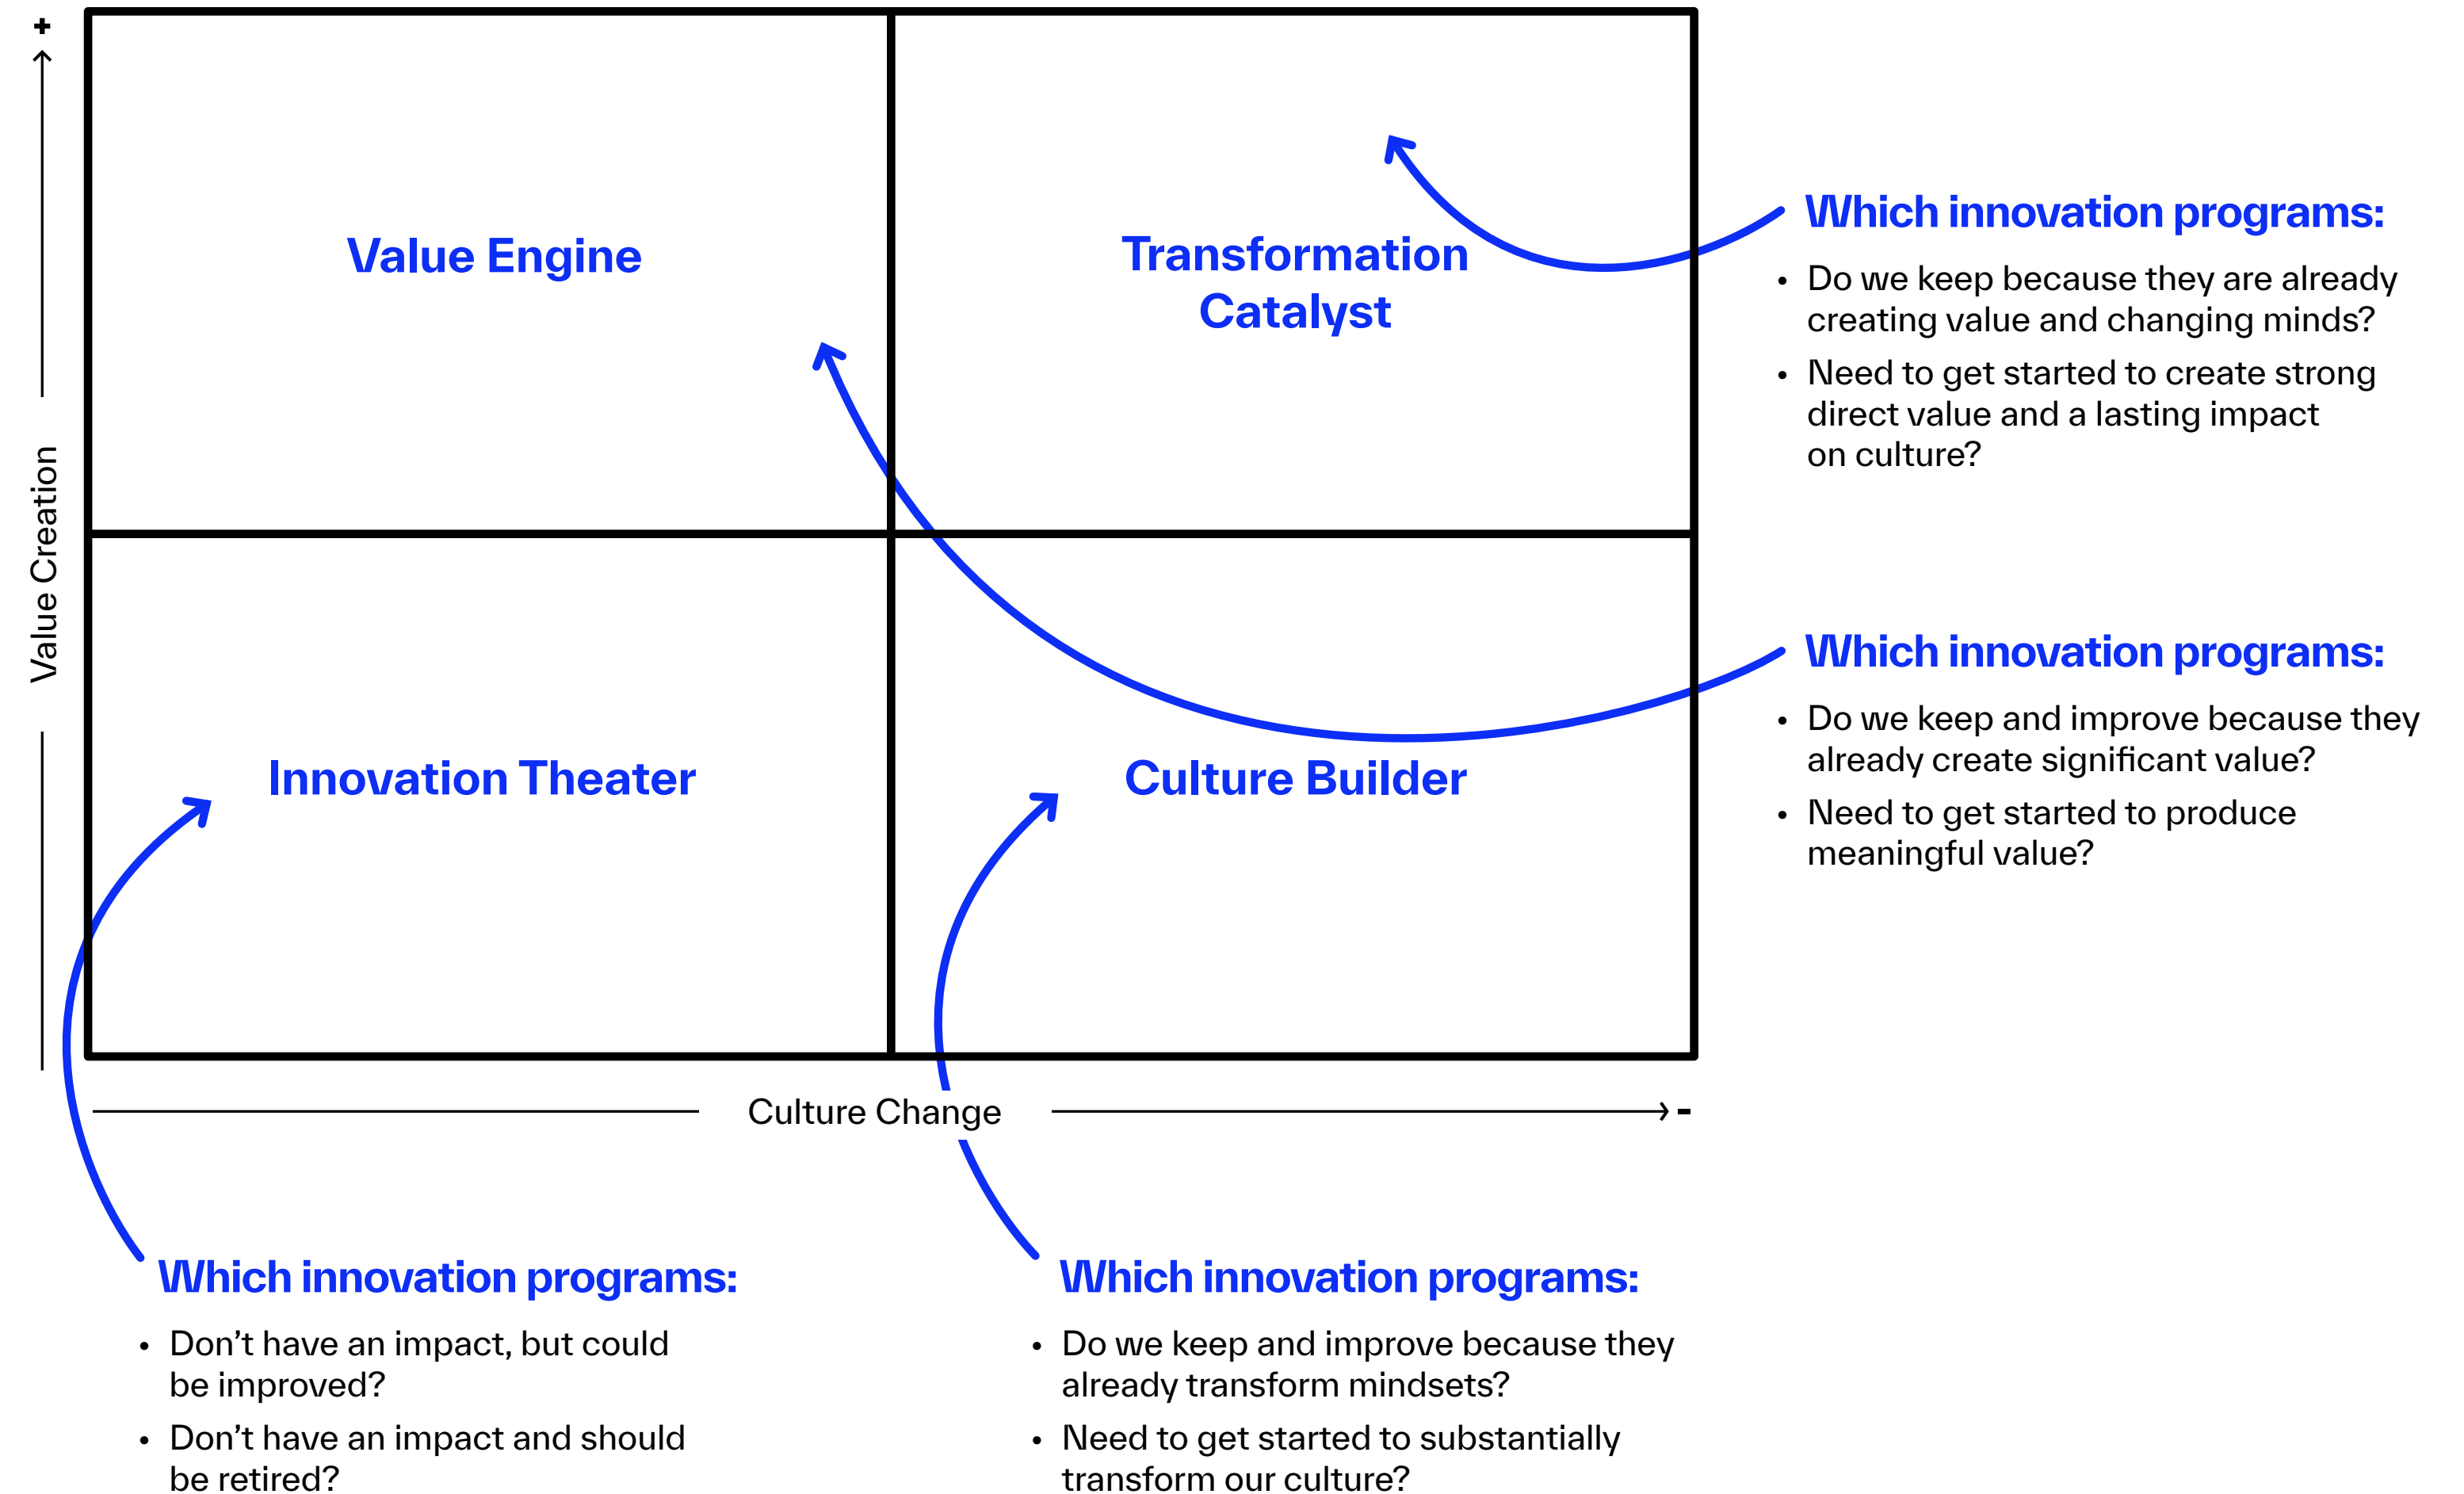 +
Value Creation
Value Engine
Transformation
Catalyst
Innovation Theater
Culture Builder
Culture Change
-
Which innovation programs:
• Do we keep because they are already
creating value and changing minds?
• Need to get started to create strong
direct value and a lasting impact
on culture?
Which innovation programs:
• Do we keep and improve because they
already create significant value?
• Need to get started to produce
meaningful value?
Which innovation programs:
• Don’t have an impact, but could
be improved?
• Don’t have an impact and should
be retired?
Which innovation programs:
• Do we keep and improve because they
already transform mindsets?
• Need to get started to substantially
transform our culture?